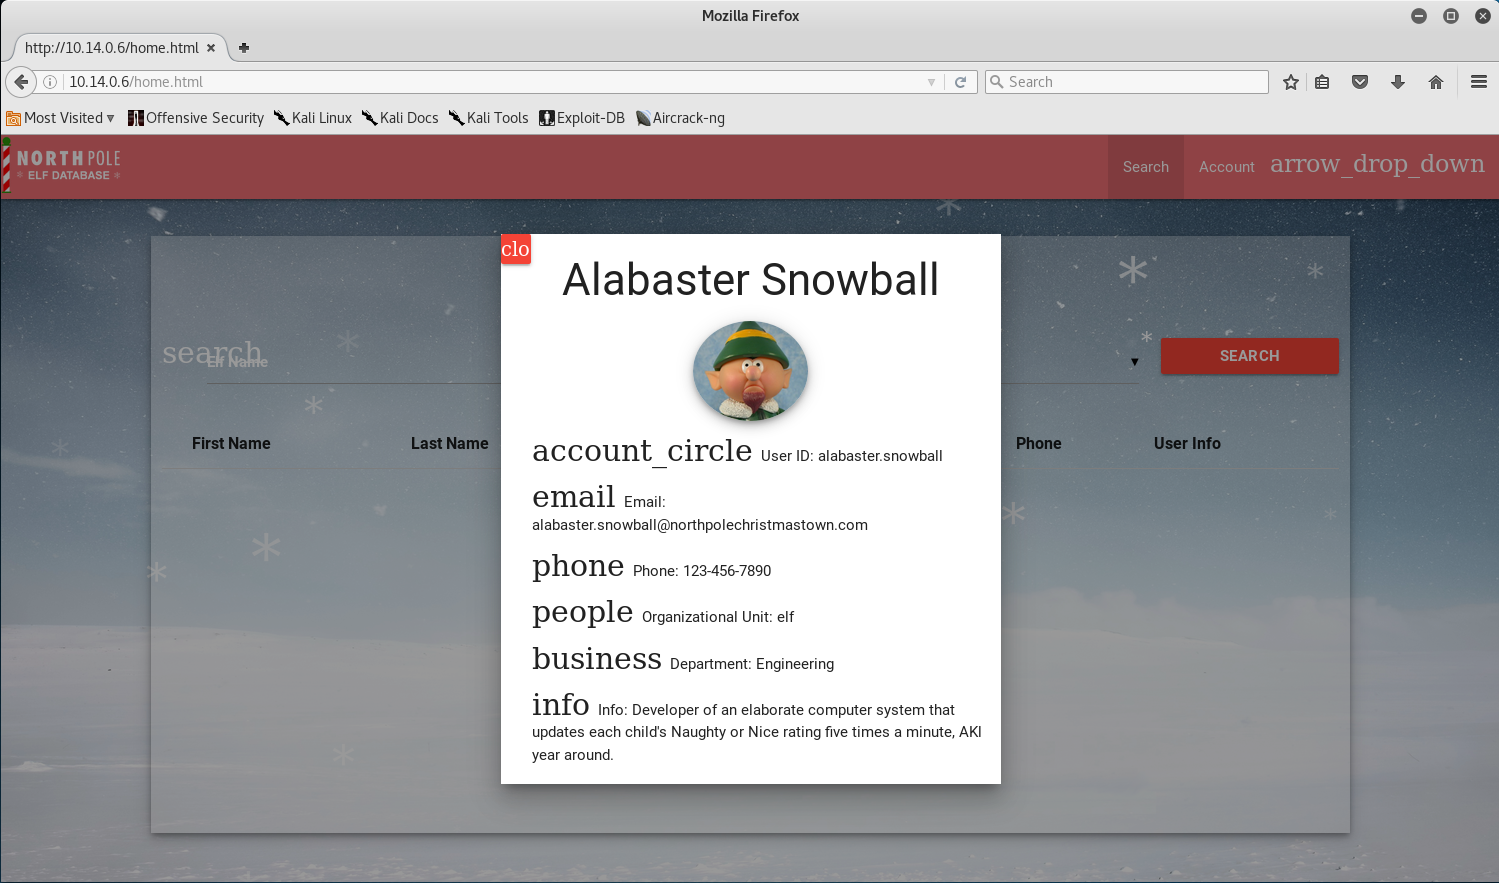 Mozilla Firefox
http://10.14.0.6/home.html
10.14.0.6/home.html
Search
Most Visited
Offensive Security
Kali Linux
Kali Docs
Kali Tools
Exploit-DB
Aircrack-ng
NORTH POLE
ELF DATABASE
Search
Account
arrow_drop_down
clo
Alabaster Snowball
search
Elf Name
SEARCH
First Name
Last Name
Phone
User Info
account_circle User ID: alabaster.snowball
email Email:
alabaster.snowball@northpolechristmastown.com
phone Phone: 123-456-7890
people Organizational Unit: elf
business Department: Engineering
info Info: Developer of an elaborate computer system that
updates each child's Naughty or Nice rating five times a minute, AKI
year around.